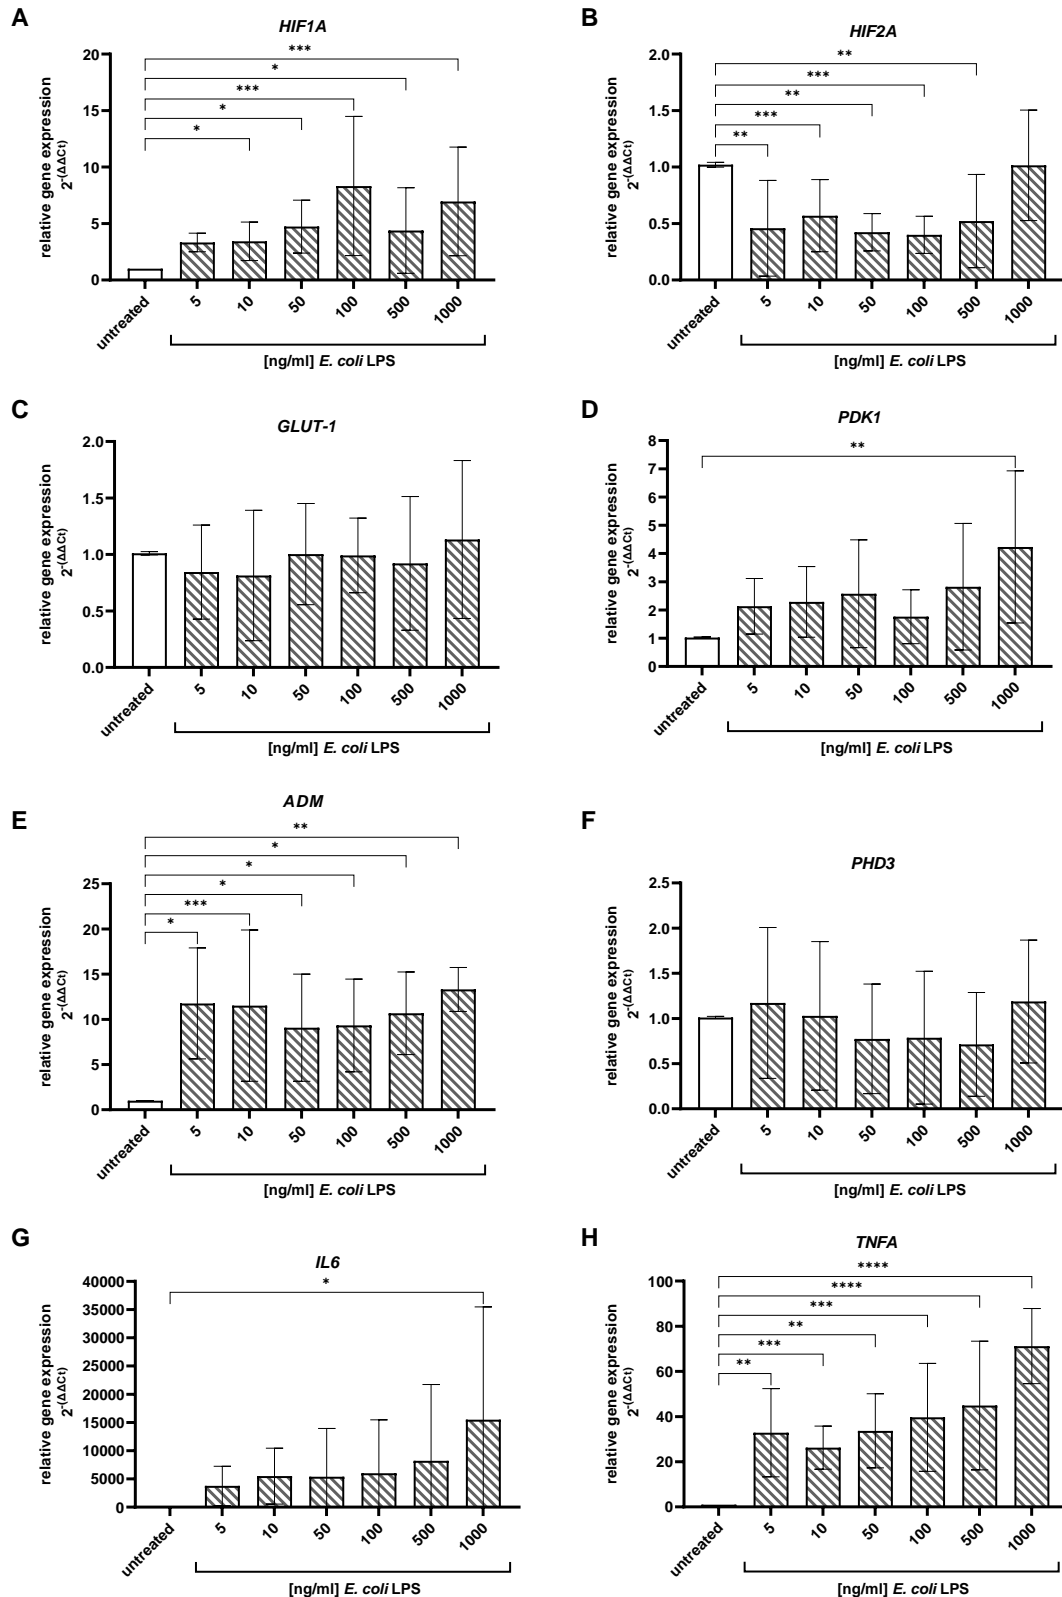 A
HIF1A
relative gene expression
2-(ΔΔCt)
20
15
10
5
0
***
*
***
*
*
untreated
5
10
50
100
500
1000
[ng/ml] E. coli LPS
B
HIF2A
relative gene expression
2-(ΔΔCt)
2.0
1.5
1.0
0.5
0.0
**
***
**
***
**
untreated
5
10
50
100
500
1000
[ng/ml] E. coli LPS
C
GLUT-1
relative gene expression
2-(ΔΔCt)
2.0
1.5
1.0
0.5
0.0
untreated
5
10
50
100
500
1000
[ng/ml] E. coli LPS
D
PDK1
relative gene expression
2-(ΔΔCt)
8
7
6
5
4
3
2
1
0
**
untreated
5
10
50
100
500
1000
[ng/ml] E. coli LPS
E
ADM
relative gene expression
2-(ΔΔCt)
25
20
15
10
5
0
**
*
*
*
***
*
untreated
5
10
50
100
500
1000
[ng/ml] E. coli LPS
F
PHD3
relative gene expression
2-(ΔΔCt)
2.5
2.0
1.5
1.0
0.5
0.0
untreated
5
10
50
100
500
1000
[ng/ml] E. coli LPS
G
IL6
relative gene expression
2-(ΔΔCt)
40000
35000
30000
25000
20000
15000
10000
5000
0
*
untreated
5
10
50
100
500
1000
[ng/ml] E. coli LPS
H
TNFA
relative gene expression
2-(ΔΔCt)
100
80
60
40
20
0
****
****
***
**
***
**
untreated
5
10
50
100
500
1000
[ng/ml] E. coli LPS